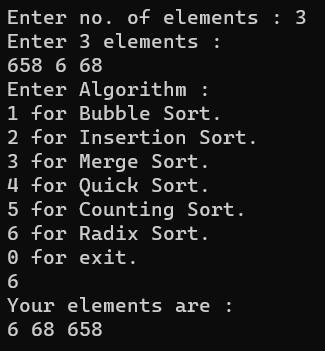 Enter no. of elements : 3
Enter 3 elements :
658 6 68
Enter Algorithm :
1 for Bubble Sort.
2 for Insertion Sort.
3 for Merge Sort.
4 for Quick Sort.
5 for Counting Sort.
6 for Radix Sort.
0 for exit.
6
Your elements are :
6 68 658